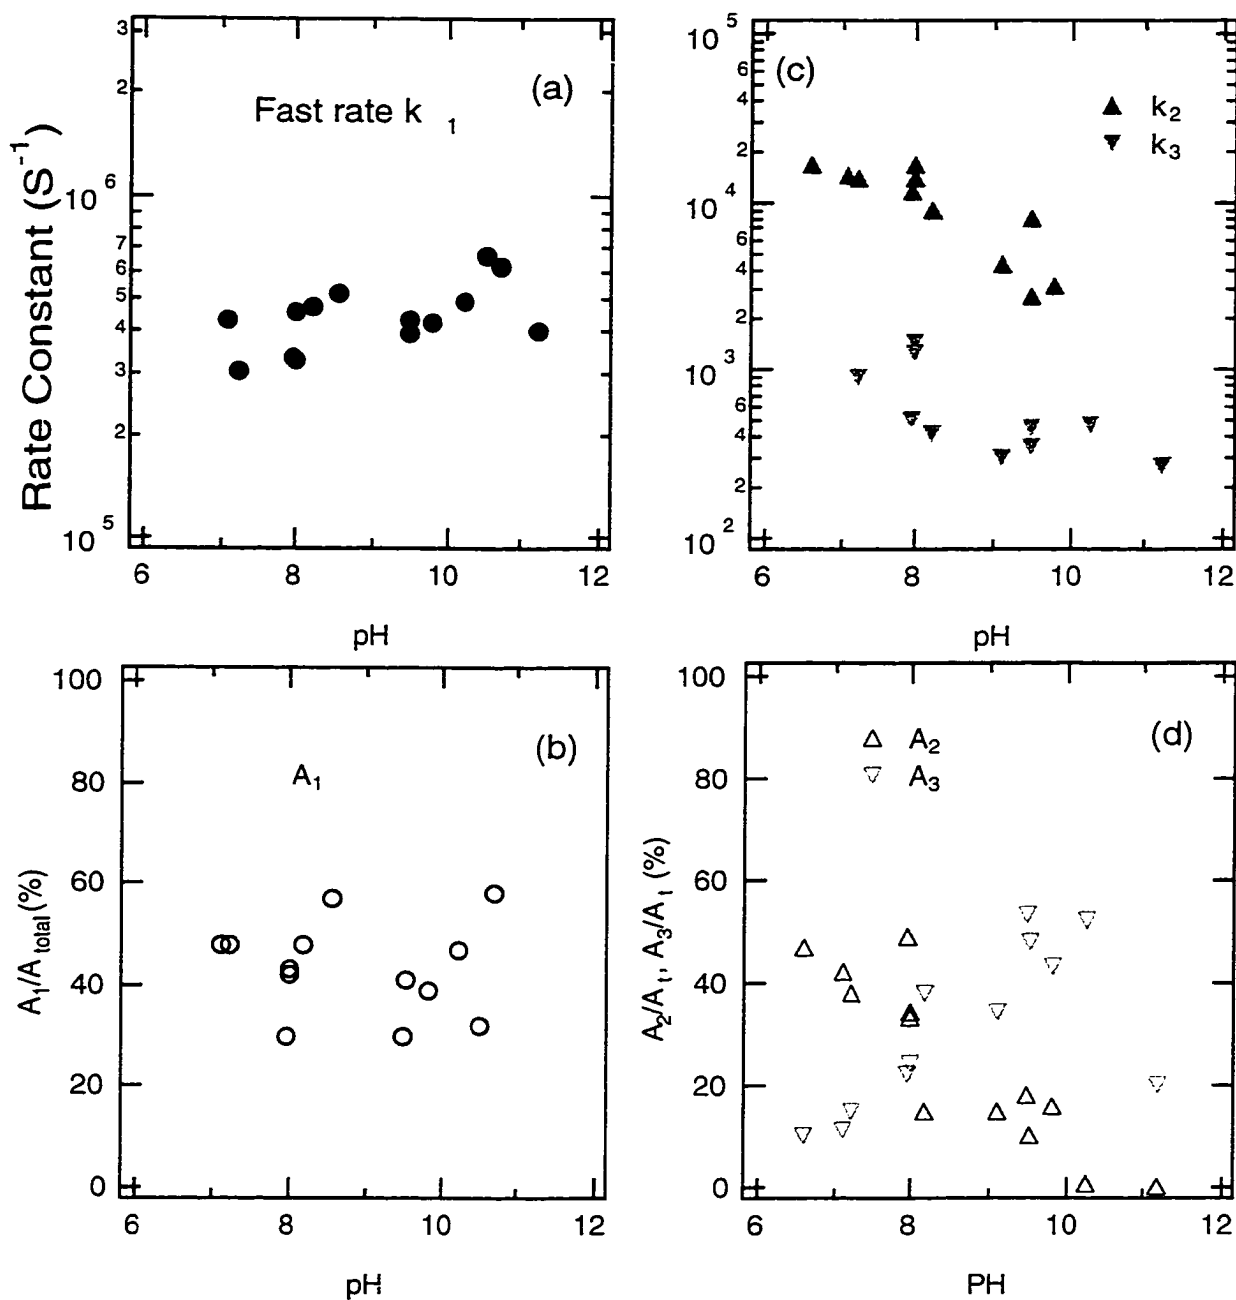 Rate Constant (S⁻¹)
3
2
10 6
7
6
5
4
3
2
10 5
Fast rate k 1
(a)
6 8 10 12
pH
10 5
6
4
2
10 4
6
4
2
10 3
6
4
2
10 2
(c)
k2
k3
6 8 10 12
pH
A1/Atotal(%)
100
80
60
40
20
0
A1
(b)
6 8 10 12
pH
A2/At, A3/At (%)
100
80
60
40
20
0
A2
A3
(d)
6 8 10 12
PH